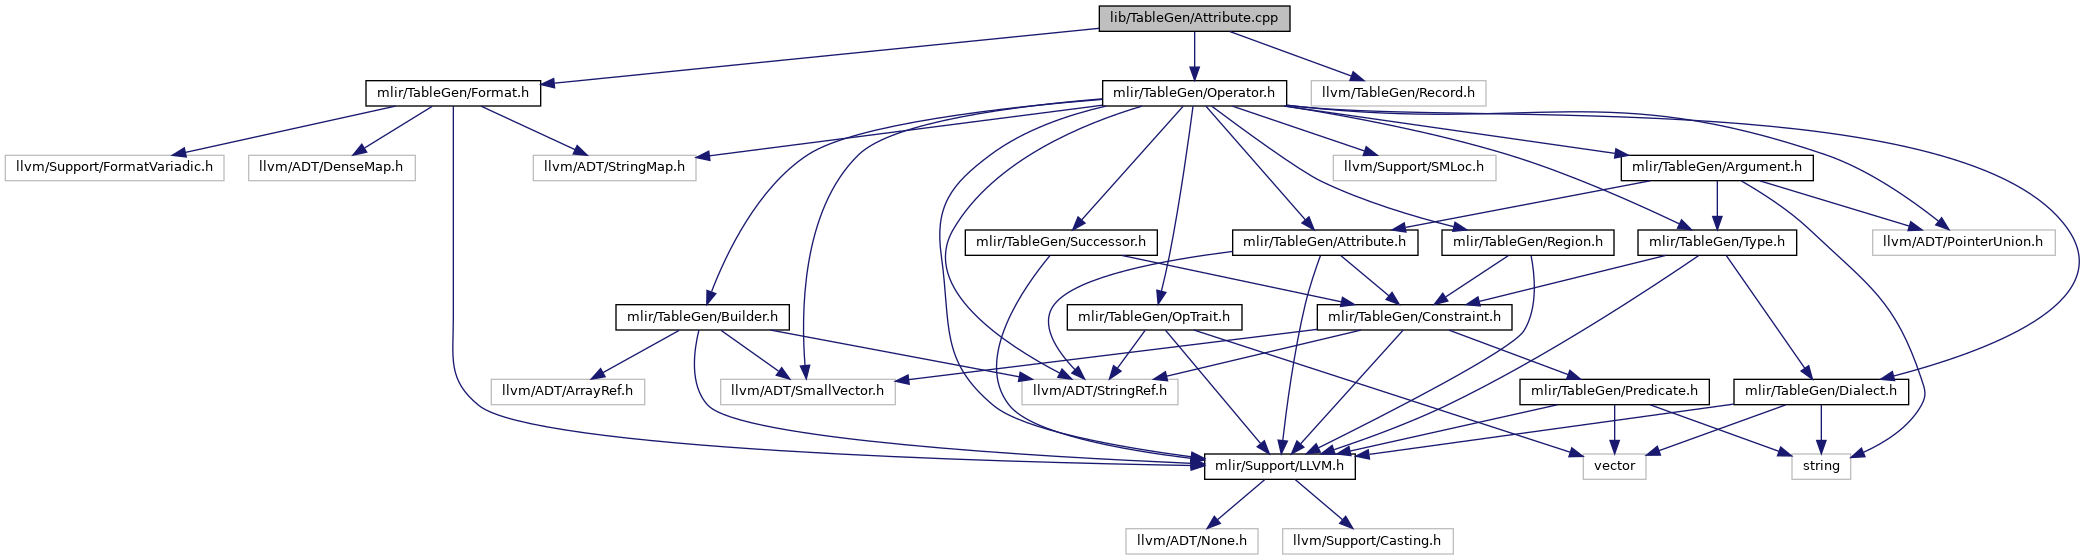 lib/TableGen/Attribute.cpp
mlir/TableGen/Format.h
mlir/TableGen/Operator.h
llvm/TableGen/Record.h
llvm/Support/FormatVariadic.h
llvm/ADT/DenseMap.h
llvm/ADT/StringMap.h
llvm/Support/SMLoc.h
mlir/TableGen/Argument.h
mlir/TableGen/Successor.h
mlir/TableGen/Attribute.h
mlir/TableGen/Region.h
mlir/TableGen/Type.h
llvm/ADT/PointerUnion.h
mlir/TableGen/Builder.h
mlir/TableGen/OpTrait.h
mlir/TableGen/Constraint.h
llvm/ADT/ArrayRef.h
llvm/ADT/SmallVector.h
llvm/ADT/StringRef.h
mlir/TableGen/Predicate.h
mlir/TableGen/Dialect.h
mlir/Support/LLVM.h
vector
string
llvm/ADT/None.h
llvm/Support/Casting.h